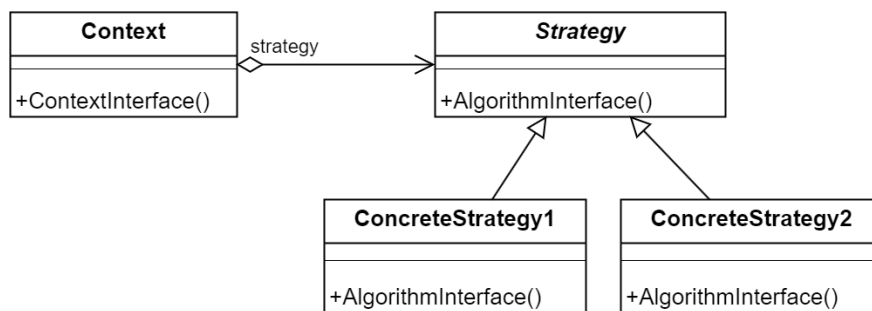 Context
strategy
Strategy
+ContextInterface()
+AlgorithmInterface()
ConcreteStrategy1
ConcreteStrategy2
+AlgorithmInterface()
+AlgorithmInterface()